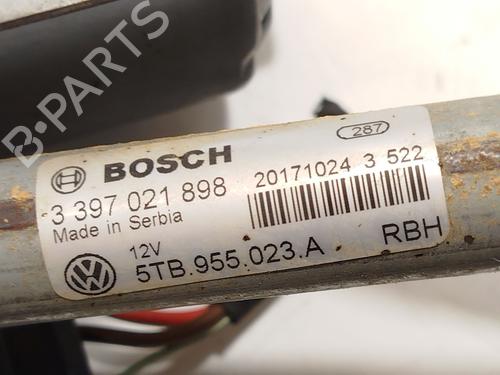 B-PARTS
287
BOSCH
3 397 021 898
20171024 3 522
Made in Serbia
12V
5TB.955.023.A
RBH